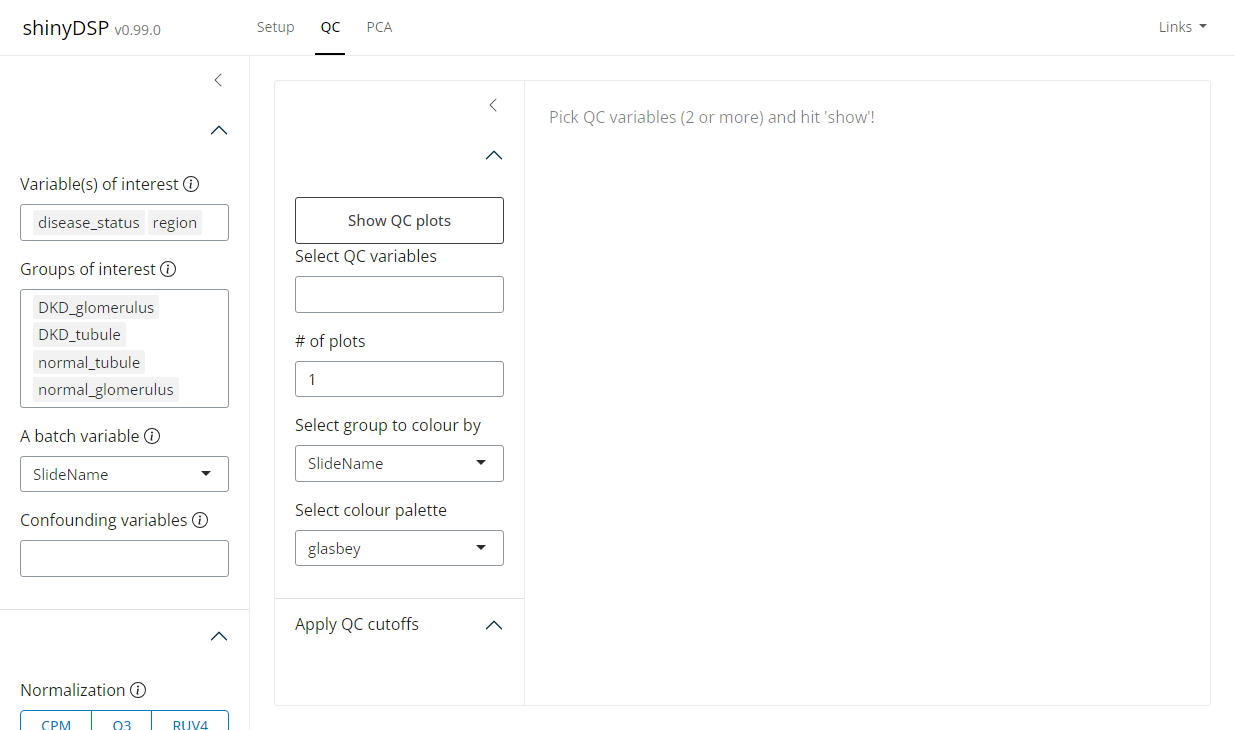 shinyDSP v0.99.0
Setup QC PCA
Links
Variable(s) of interest
disease_status region
Groups of interest
DKD_glomerulus
DKD_tubule
normal_tubule
normal_glomerulus
A batch variable
SlideName
Confounding variables
Normalization
CPM Q3 RUV4
Show QC plots
Select QC variables
# of plots
1
Select group to colour by
SlideName
Select colour palette
glasbey
Apply QC cutoffs
Pick QC variables (2 or more) and hit 'show'!